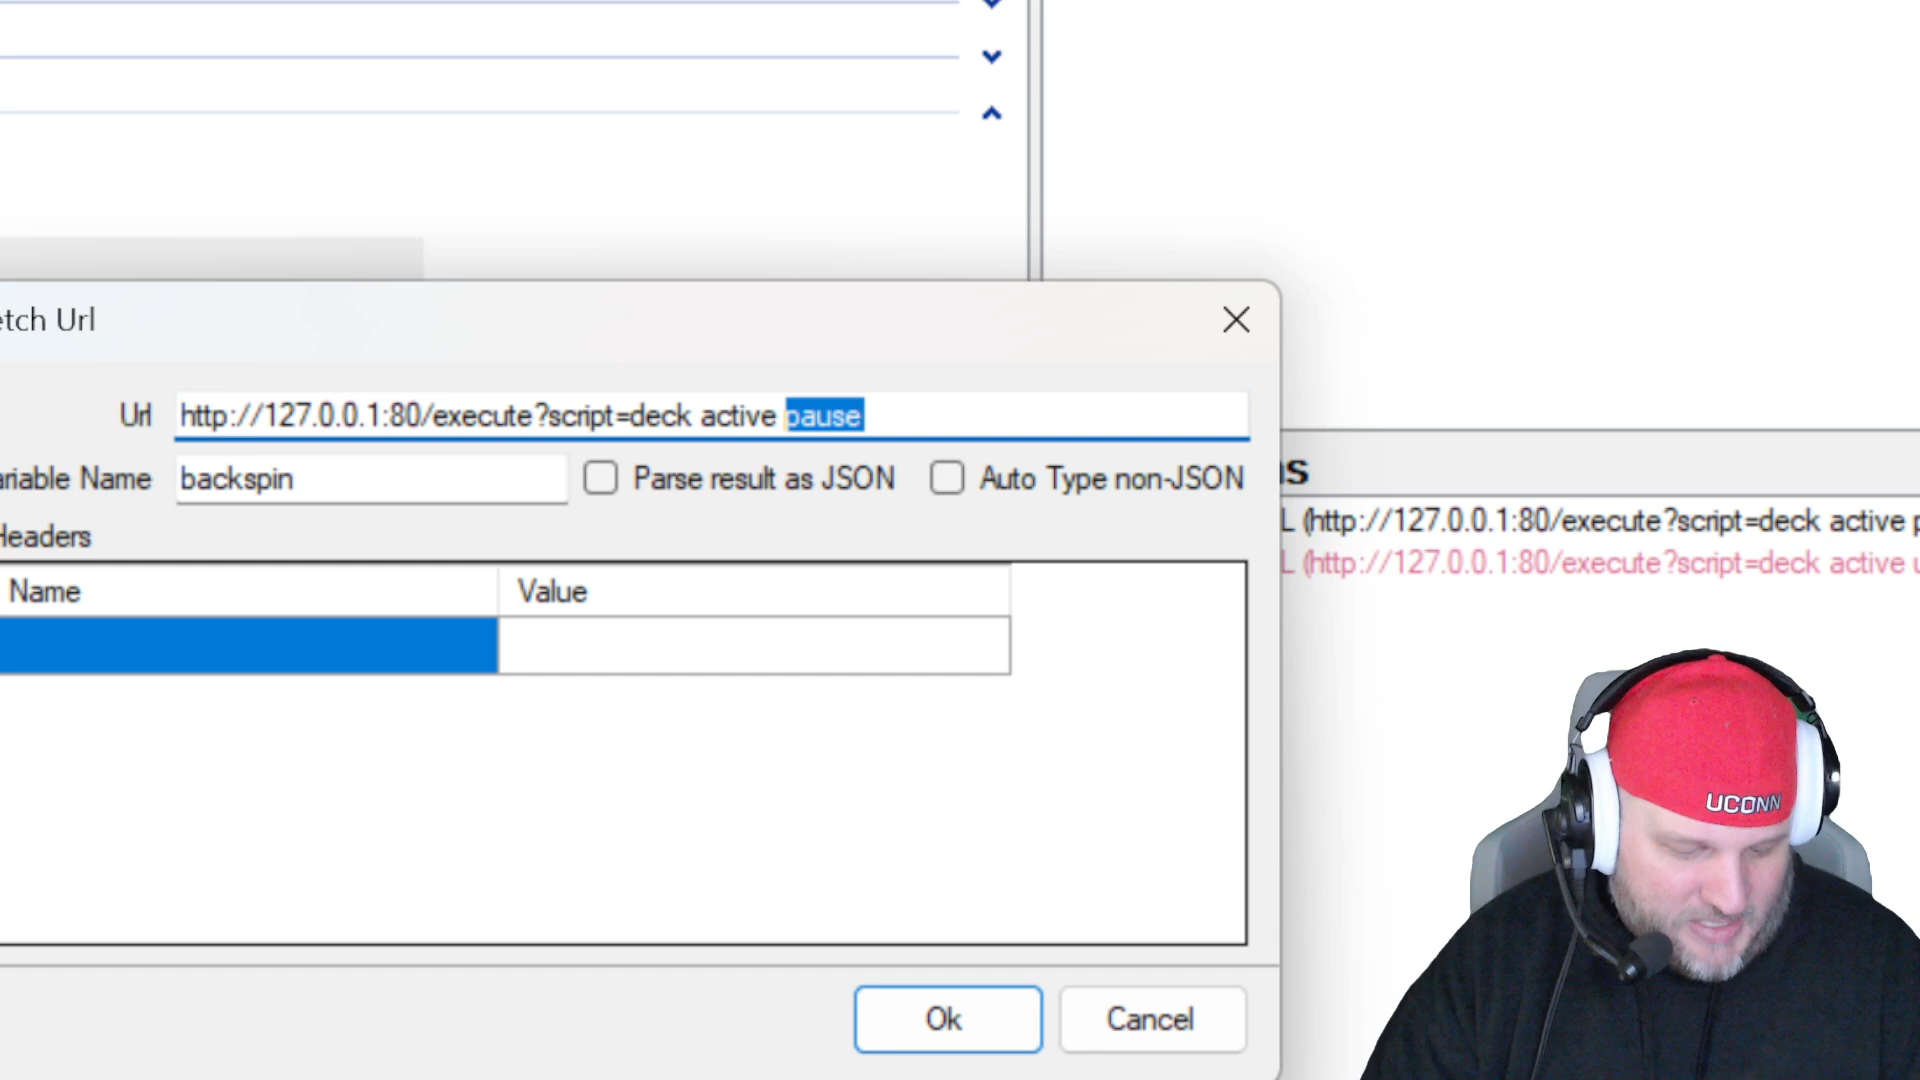 etch Url
Url http://127.0.0.1:80/execute?script=deck active pause
ariable Name backspin Parse result as JSON Auto Type non-JSON
Headers
Name Value
Ok Cancel
ns
L (http://127.0.0.1:80/execute?script=deck active p
L (http://127.0.0.1:80/execute?script=deck active u
UCONN